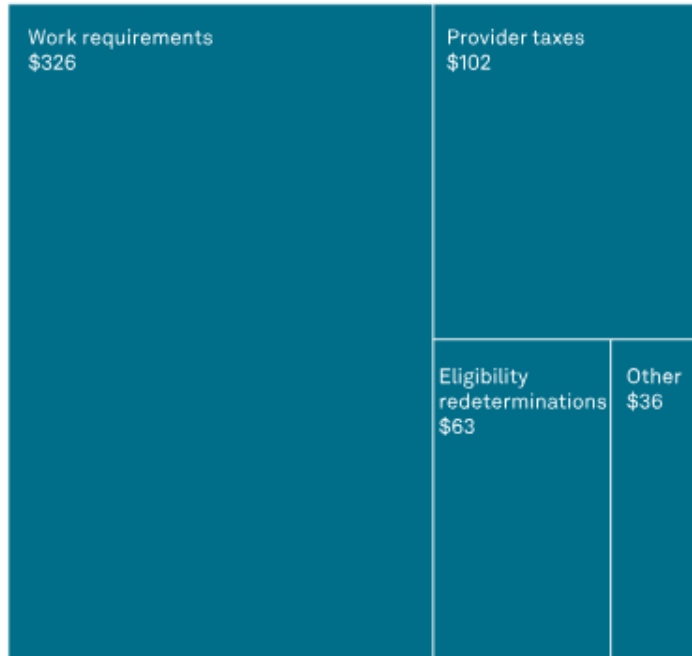 Work requirements
$326
Provider taxes
$102
Eligibility
redeterminations
$63
Other
$36